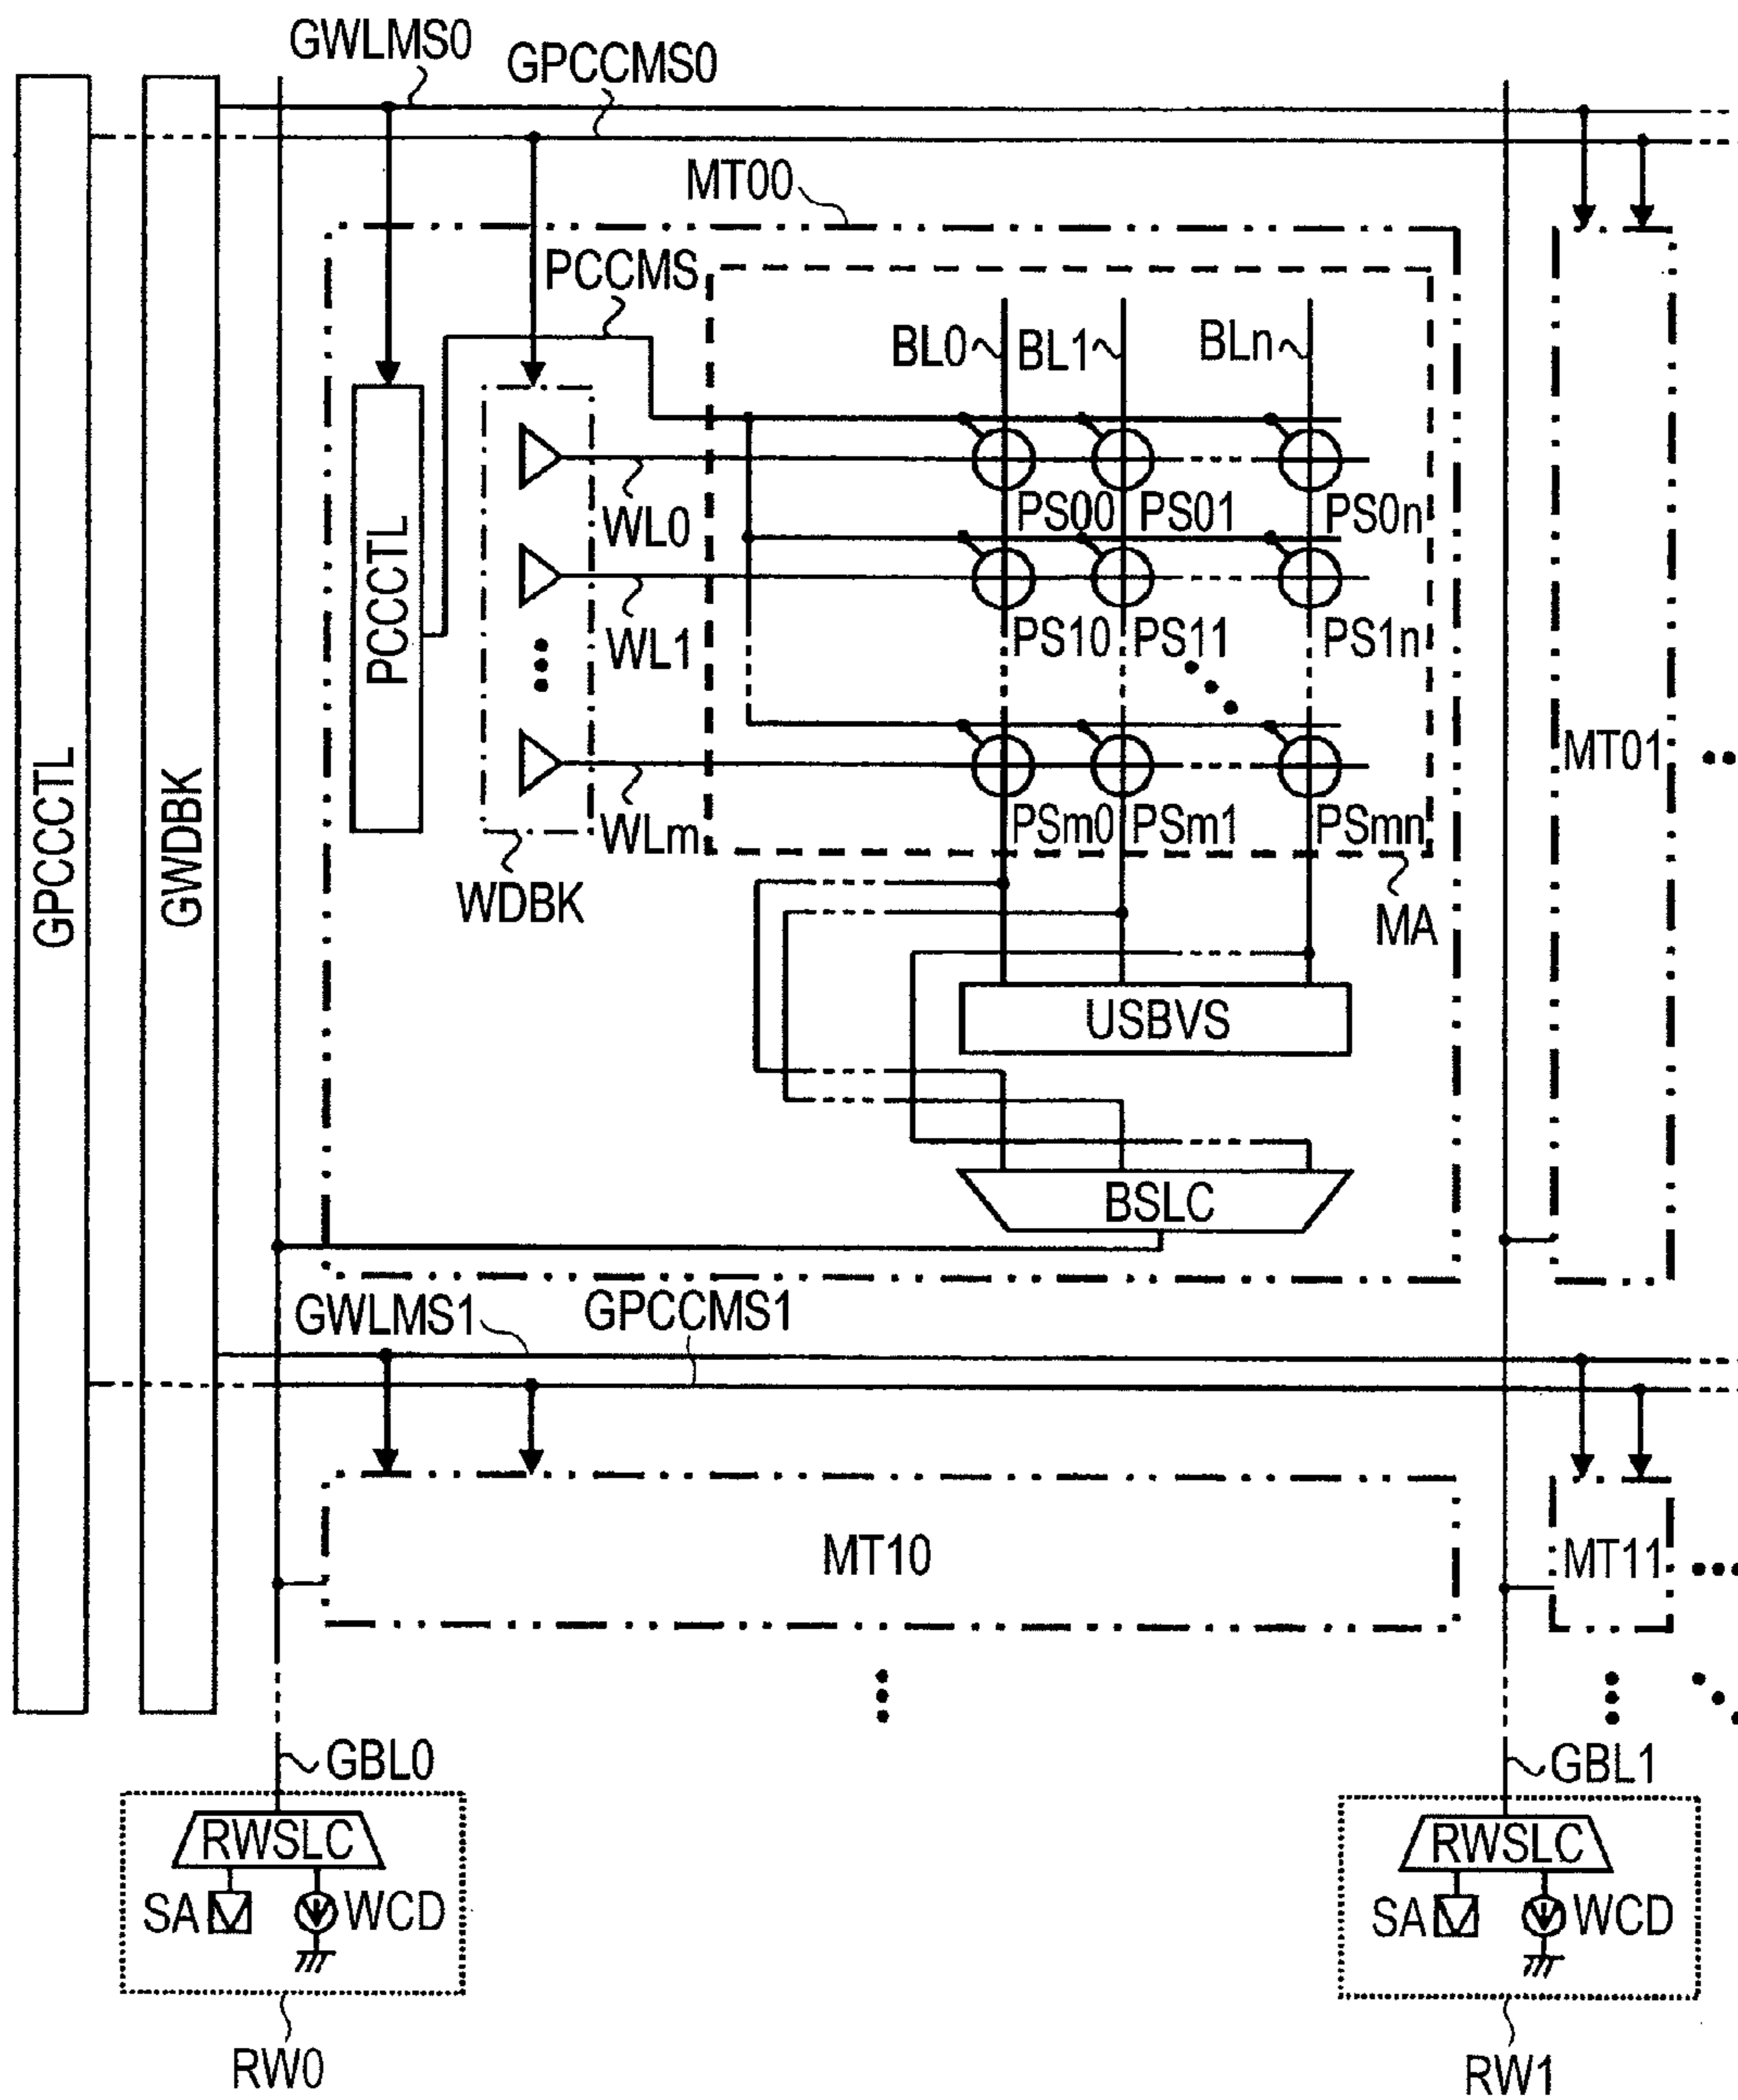 GWLMS0
GPCCMS0
MT00
PCCMS
BL0
BL1
BLn
GPCCCTL
GWDBK
PCCCTL
WL0
PS00
PS01
PS0n
WL1
PS10
PS11
PS1n
WLm
PSm0
PSm1
PSmn
WDBK
MA
MT01
USBVS
BSLC
GWLMS1
GPCCMS1
MT10
MT11
GBL0
GBL1
RWSLC
RWSLC
SA
WCD
SA
WCD
RW0
RW1